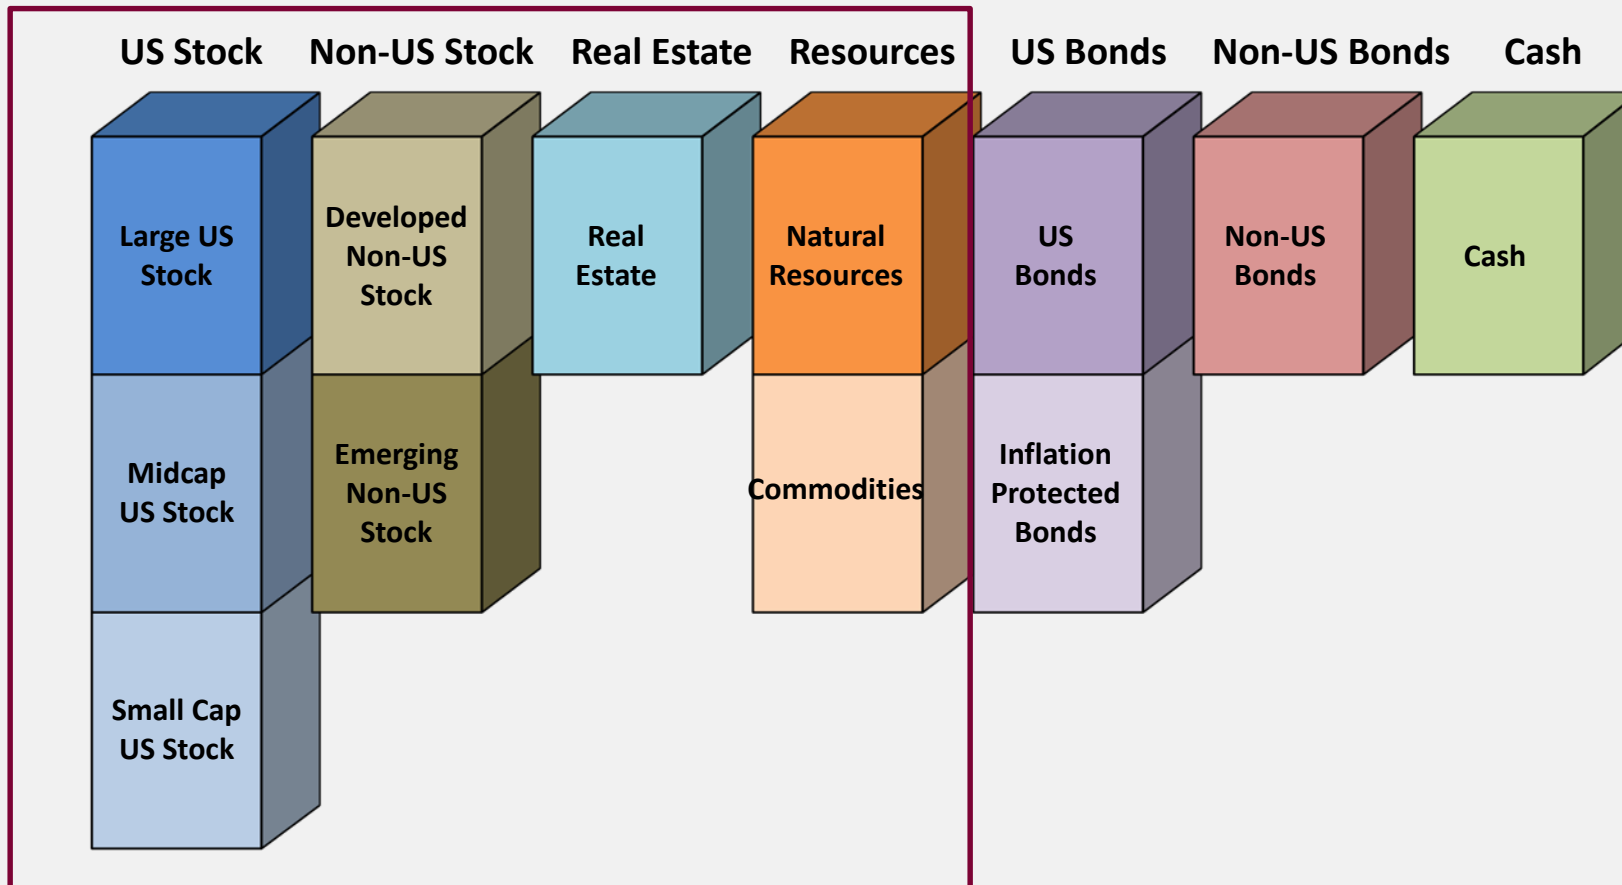 US Stock
Non-US Stock
Real Estate
Resources
US Bonds
Non-US Bonds
Cash
Large US
Stock
Developed
Non-US
Stock
Real
Estate
Natural
Resources
US
Bonds
Non-US
Bonds
Cash
Midcap
US Stock
Emerging
Non-US
Stock
Commodities
Inflation
Protected
Bonds
Small Cap
US Stock